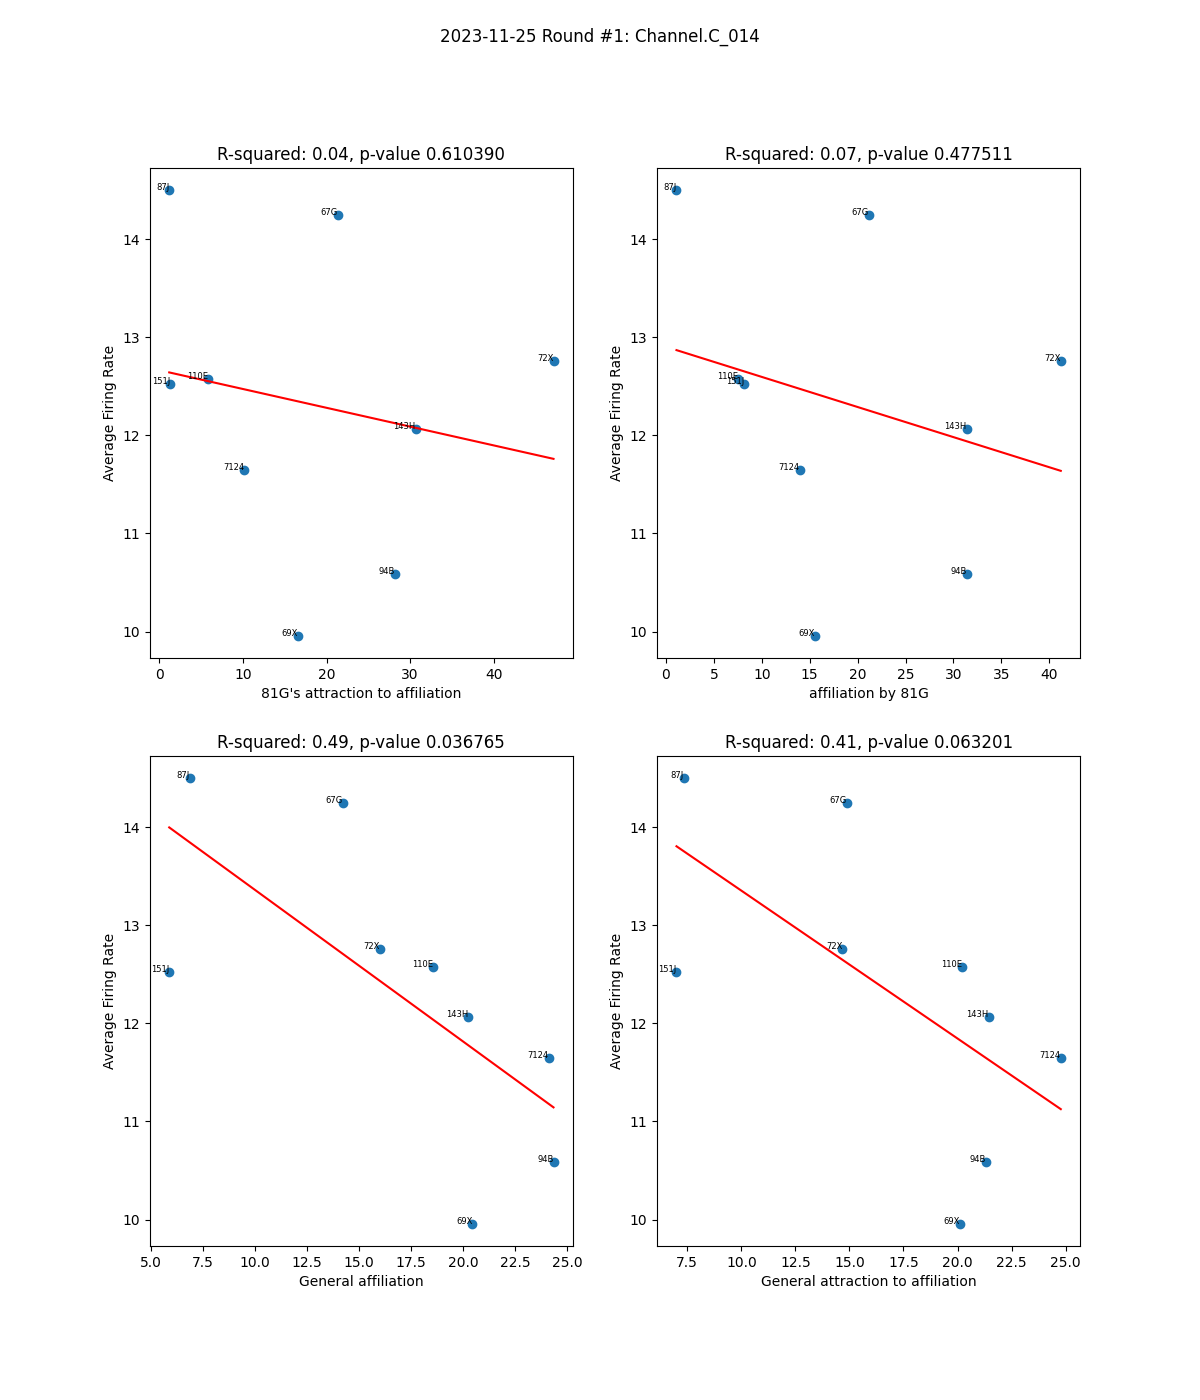 2023-11-25 Round #1: Channel.C_014
R-squared: 0.04, p-value 0.610390
87J
67G
72X
110E
151J
143H
7124
94B
69X
14
13
12
11
10
Average Firing Rate
0 10 20 30 40
81G's attraction to affiliation
R-squared: 0.07, p-value 0.477511
87J
67G
72X
110E
151J
143H
7124
94B
69X
14
13
12
11
10
Average Firing Rate
0 5 10 15 20 25 30 35 40
affiliation by 81G
R-squared: 0.49, p-value 0.036765
87J
67G
72X
110E
151J
143H
7124
94B
69X
14
13
12
11
10
Average Firing Rate
5.0 7.5 10.0 12.5 15.0 17.5 20.0 22.5 25.0
General affiliation
R-squared: 0.41, p-value 0.063201
87J
67G
72X
110E
151J
143H
7124
94B
69X
14
13
12
11
10
Average Firing Rate
7.5 10.0 12.5 15.0 17.5 20.0 22.5 25.0
General attraction to affiliation